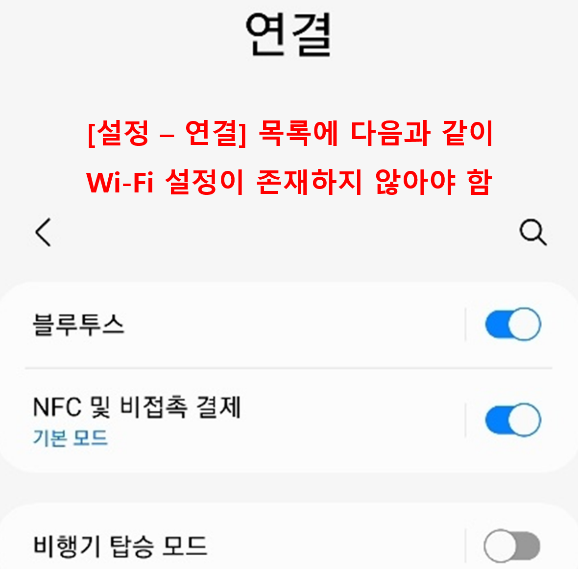 연결
[설정 – 연결] 목록에 다음과 같이
Wi-Fi 설정이 존재하지 않아야 함
블루투스
NFC 및 비접촉 결제
기본 모드
비행기 탑승 모드